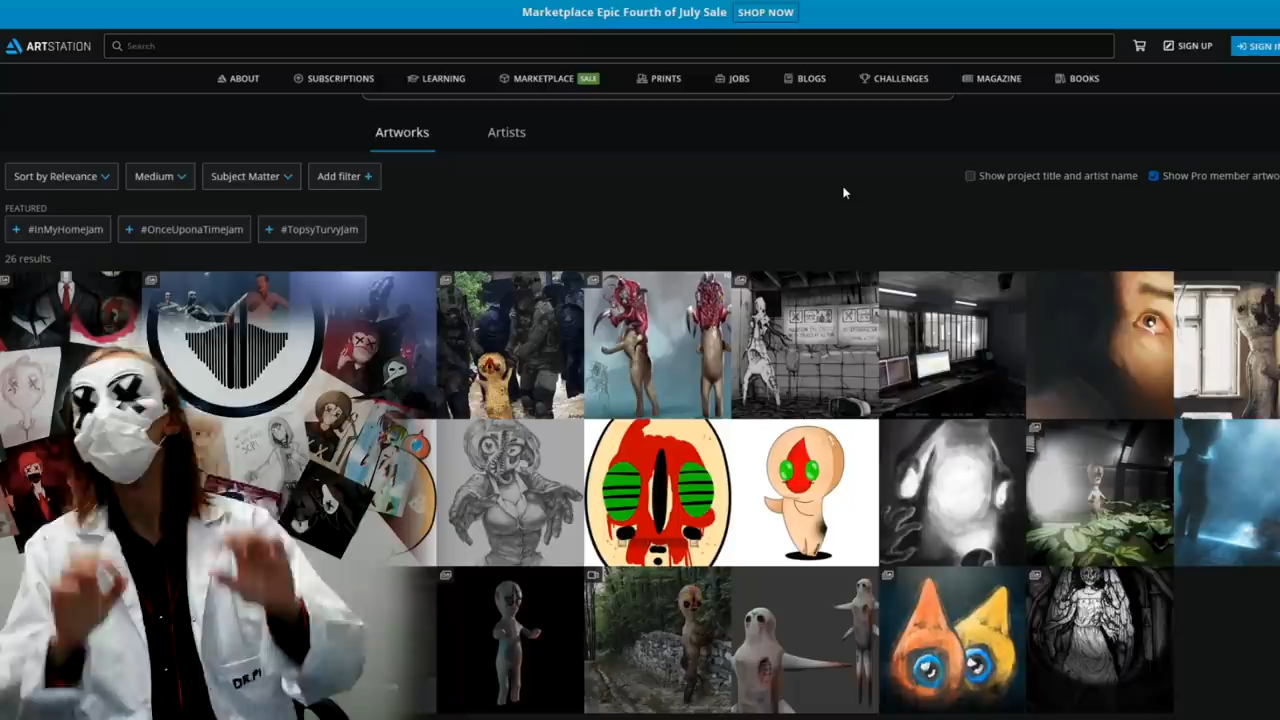 Marketplace Epic Fourth of July Sale SHOP NOW
ARTSTATION Search SIGN UP SIGN I
ABOUT SUBSCRIPTIONS LEARNING MARKETPLACE SALE PRINTS JOBS BLOGS CHALLENGES MAGAZINE BOOKS
Artworks Artists
Sort by Relevance Medium Subject Matter Add filter + Show project title and artist name Show Pro member artwo
FEATURED
+ #InMyHomeJam + #OnceUponaTimeJam + #TopsyTurvyJam
26 results
DR.PI